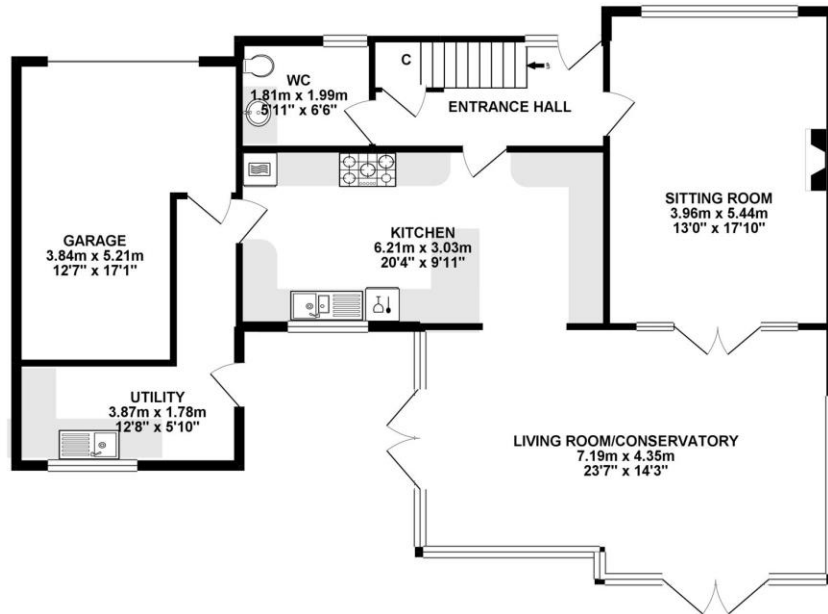 WC
1.81m x 1.99m
5'11" x 6'6"
C
ENTRANCE HALL
SITTING ROOM
3.96m x 5.44m
13'0" x 17'10"
KITCHEN
6.21m x 3.03m
20'4" x 9'11"
GARAGE
3.84m x 5.21m
12'7" x 17'1"
UTILITY
3.87m x 1.78m
12'8" x 5'10"
LIVING ROOM/CONSERVATORY
7.19m x 4.35m
23'7" x 14'3"